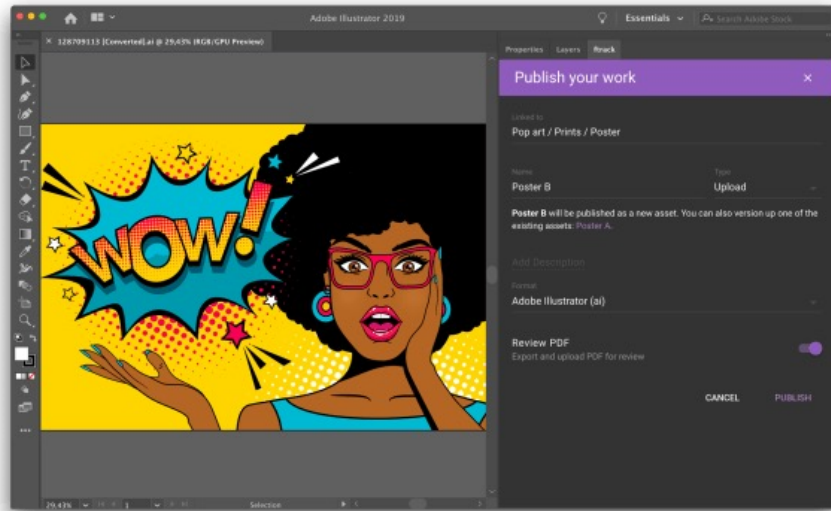 Adobe Illustrator 2019
Essentials
Search Adobe Stock
× 128709113 [Converted].ai @ 29,43% (RGB/GPU Preview)
Properties Layers ftrack
Publish your work
Linked to
Pop art / Prints / Poster
Name Type
Poster B Upload
Poster B will be published as a new asset. You can also version up one of the
existing assets: Poster A.
Add Description
Format
Adobe Illustrator (ai)
Review PDF
Export and upload PDF for review
CANCEL PUBLISH
WOW!
29,43% 1 Selection